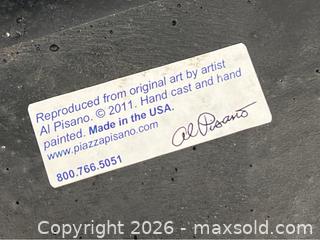 Reproduced from original art by artist
Al Pisano. © 2011. Hand cast and hand
painted. Made in the USA.
www.piazzapisano.com
Al Pisano
800.766.5051
Copyright 2026 - maxsold.com